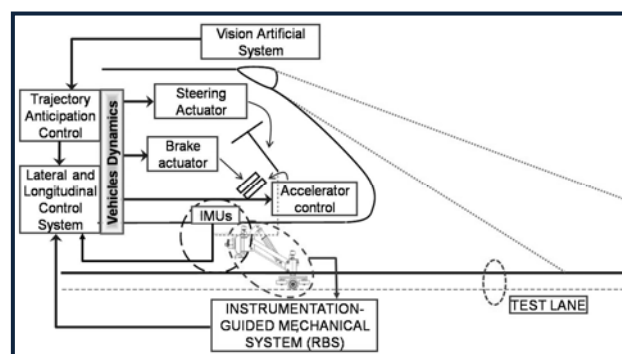 Vision Artificial
System
Trajectory
Anticipation
Control
Steering
Actuator
Vehicles Dynamics
Brake
actuator
Lateral and
Longitudinal
Control
System
Accelerator
control
IMUs
INSTRUMENTATION-
GUIDED MECHANICAL
SYSTEM (RBS)
TEST LANE